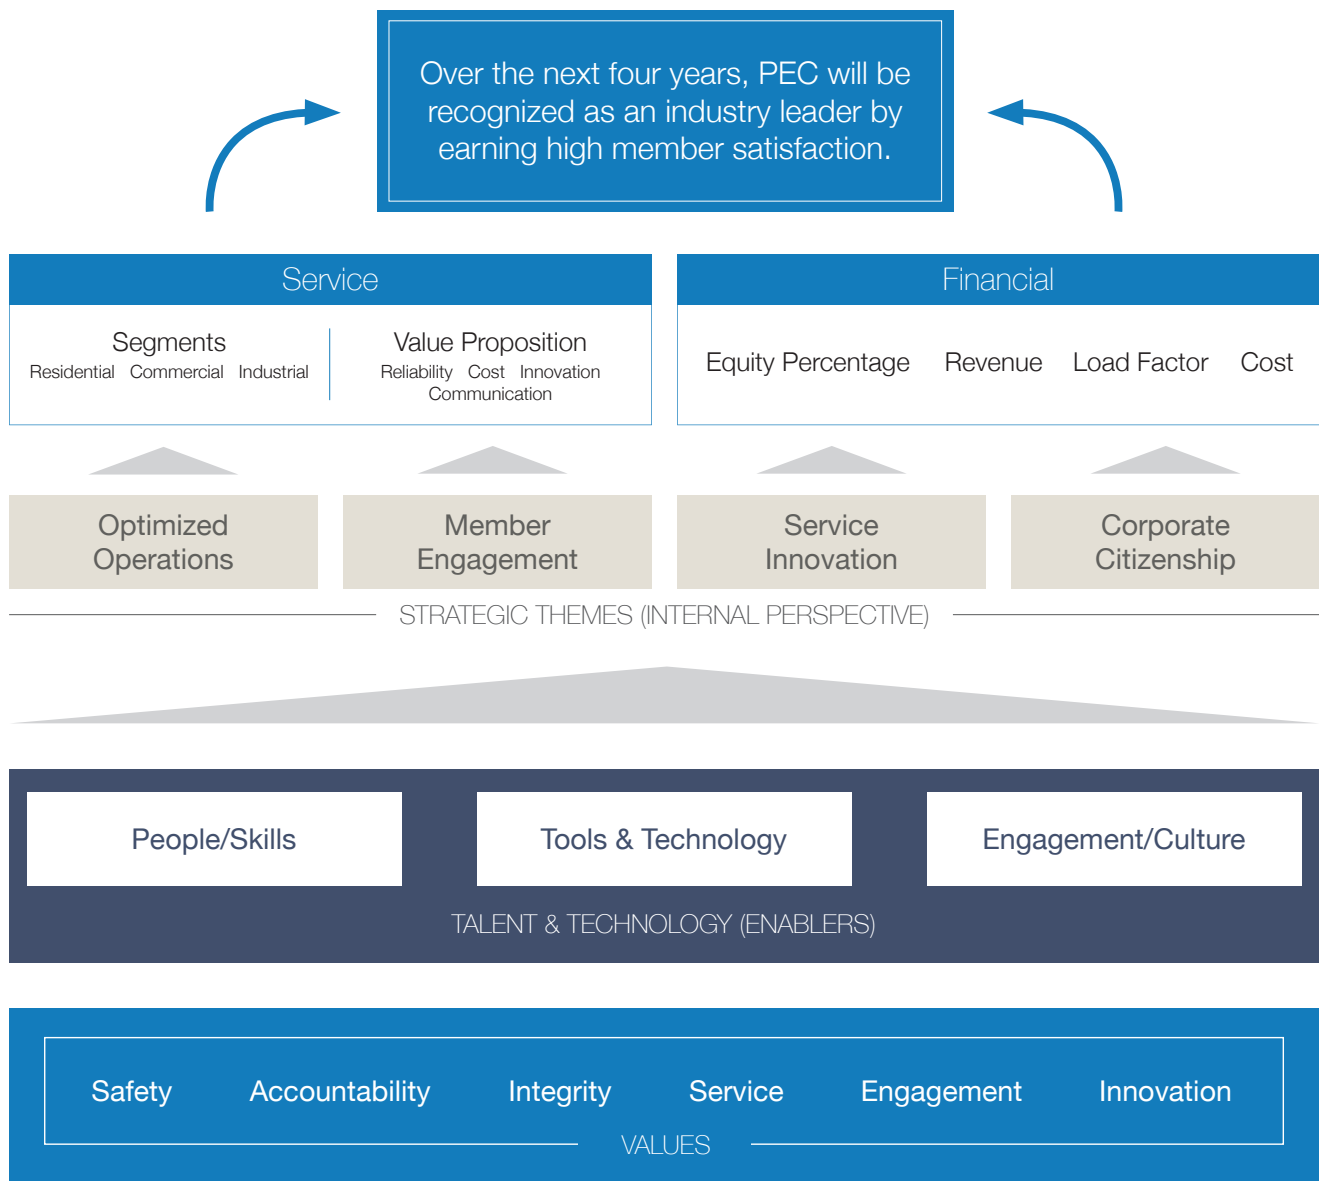 Over the next four years, PEC will be
recognized as an industry leader by
earning high member satisfaction.
Service
Segments
Residential Commercial Industrial
Value Proposition
Reliability Cost Innovation
Communication
Financial
Equity Percentage Revenue Load Factor Cost
Optimized
Operations
Member
Engagement
Service
Innovation
Corporate
Citizenship
STRATEGIC THEMES (INTERNAL PERSPECTIVE)
People/Skills
Tools & Technology
Engagement/Culture
TALENT & TECHNOLOGY (ENABLERS)
Safety Accountability Integrity Service Engagement Innovation
VALUES